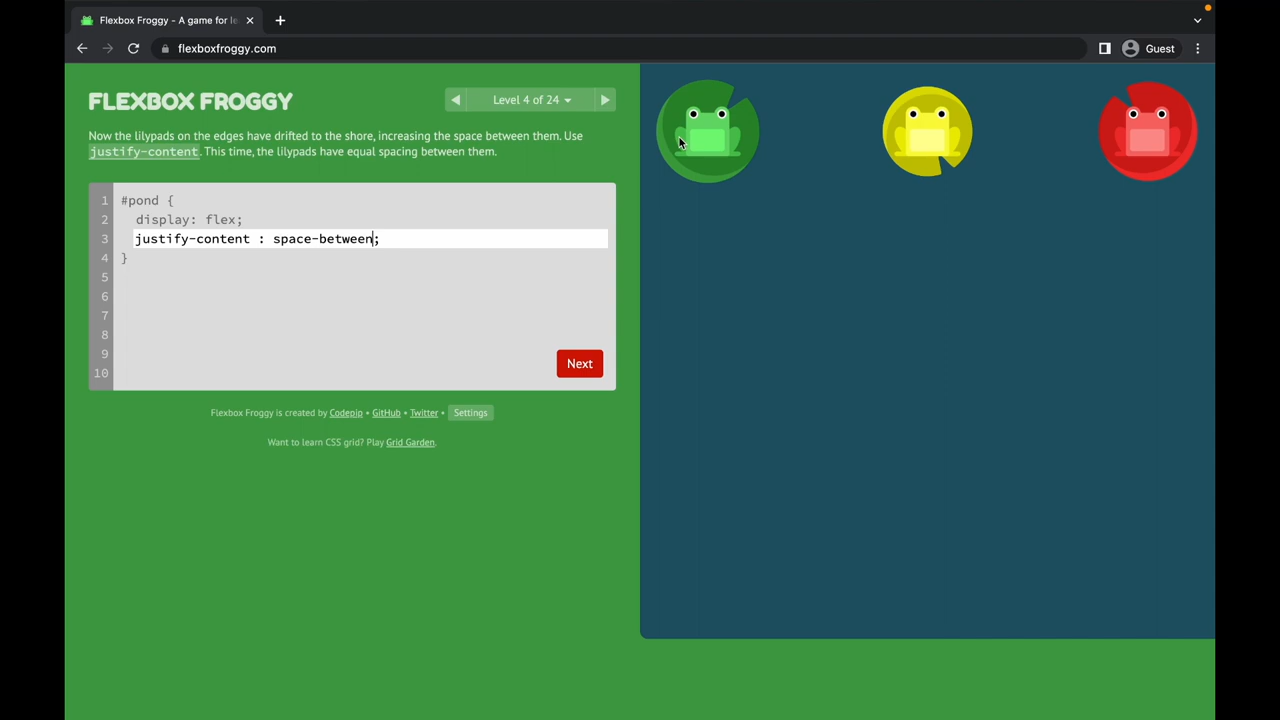 Flexbox Froggy - A game for le
flexboxfroggy.com
Guest
FLEXBOX FROGGY
Level 4 of 24
Now the lilypads on the edges have drifted to the shore, increasing the space between them. Use
justify-content. This time, the lilypads have equal spacing between them.
1 #pond {
2 display: flex;
3 justify-content : space-between;
4 }
5
6
7
8
9
10
Next
Flexbox Froggy is created by Codepip • GitHub • Twitter • Settings
Want to learn CSS grid? Play Grid Garden.